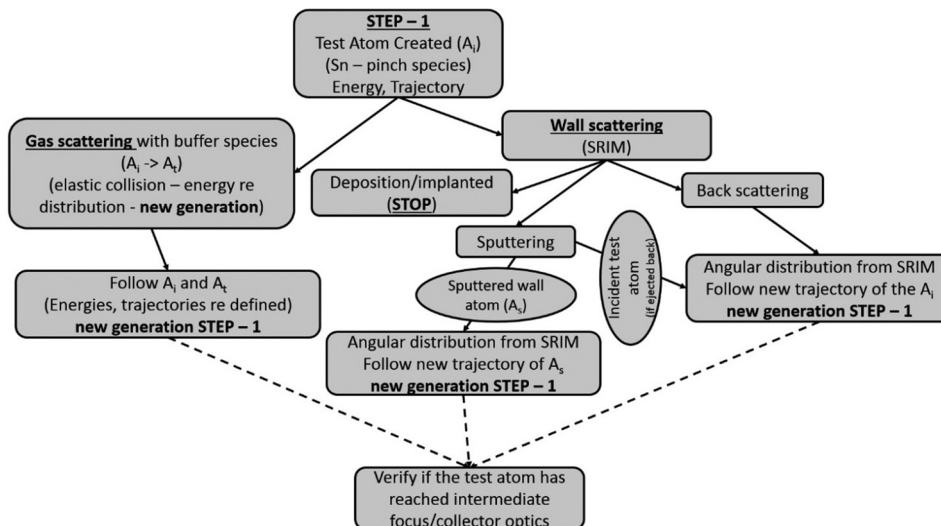 STEP – 1
Test Atom Created (Ai)
(Sn – pinch species)
Energy, Trajectory
Gas scattering with buffer species
(Ai -> At)
(elastic collision – energy re
distribution - new generation)
Wall scattering
(SRIM)
Deposition/implanted
(STOP)
Back scattering
Sputtering
Incident test
atom
(if ejected back)
Sputtered wall
atom (As)
Follow Ai and At
(Energies, trajectories re defined)
new generation STEP – 1
Angular distribution from SRIM
Follow new trajectory of the Ai
new generation STEP – 1
Angular distribution from SRIM
Follow new trajectory of As
new generation STEP – 1
Verify if the test atom has
reached intermediate
focus/collector optics